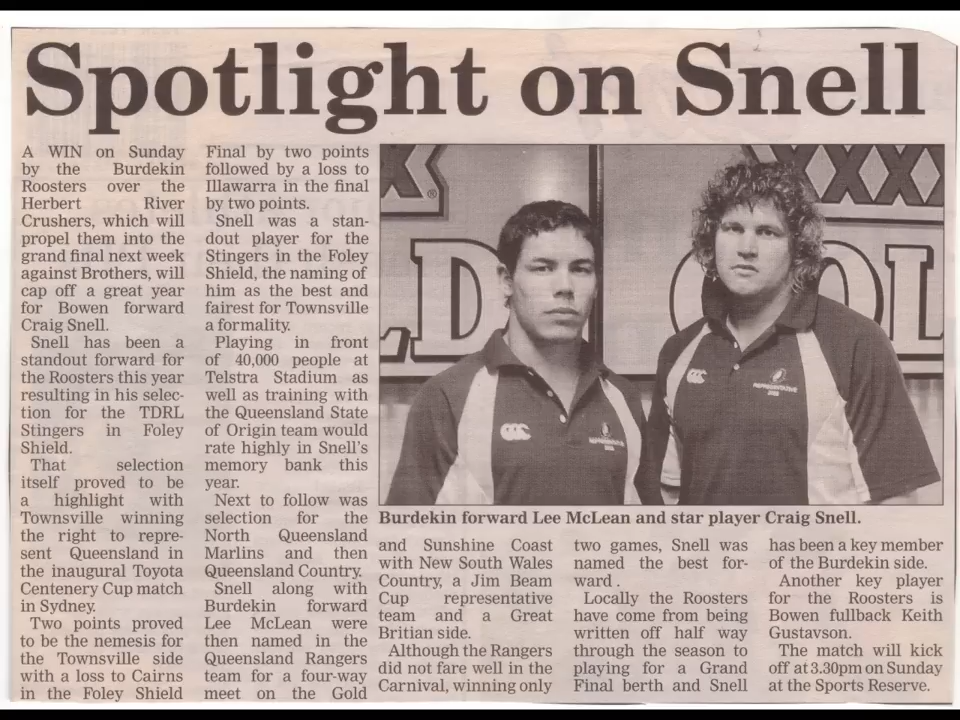 Spotlight on Snell
A WIN on Sunday
by the Burdekin
Roosters over the
Herbert River
Crushers, which will
propel them into the
grand final next week
against Brothers, will
cap off a great year
for Bowen forward
Craig Snell.
Snell has been a
standout forward for
the Roosters this year
resulting in his selec-
tion for the TDRL
Stingers in Foley
Shield.
That selection
itself proved to be
a highlight with
Townsville winning
the right to repre-
sent Queensland in
the inaugural Toyota
Centenery Cup match
in Sydney.
Two points proved
to be the nemesis for
the Townsville side
with a loss to Cairns
in the Foley Shield
Final by two points
followed by a loss to
Illawarra in the final
by two points.
Snell was a stan-
dout player for the
Stingers in the Foley
Shield, the naming of
him as the best and
fairest for Townsville
a formality.
Playing in front
of 40,000 people at
Telstra Stadium as
well as training with
the Queensland State
of Origin team would
rate highly in Snell's
memory bank this
year.
Next to follow was
selection for the
North Queensland
Marlins and then
Queensland Country.
Snell along with
Burdekin forward
Lee McLean were
then named in the
Queensland Rangers
team for a four-way
meet on the Gold
Burdekin forward Lee McLean and star player Craig Snell.
and Sunshine Coast
with New South Wales
Country, a Jim Beam
Cup representative
team and a Great
Britian side.
Although the Rangers
did not fare well in the
Carnival, winning only
two games, Snell was
named the best for-
ward .
Locally the Roosters
have come from being
written off half way
through the season to
playing for a Grand
Final berth and Snell
has been a key member
of the Burdekin side.
Another key player
for the Roosters is
Bowen fullback Keith
Gustavson.
The match will kick
off at 3.30pm on Sunday
at the Sports Reserve.
X
®
XXX
LD
GOL
CCC
REPRESENTATIVE
CCC
REPRESENTATIVE